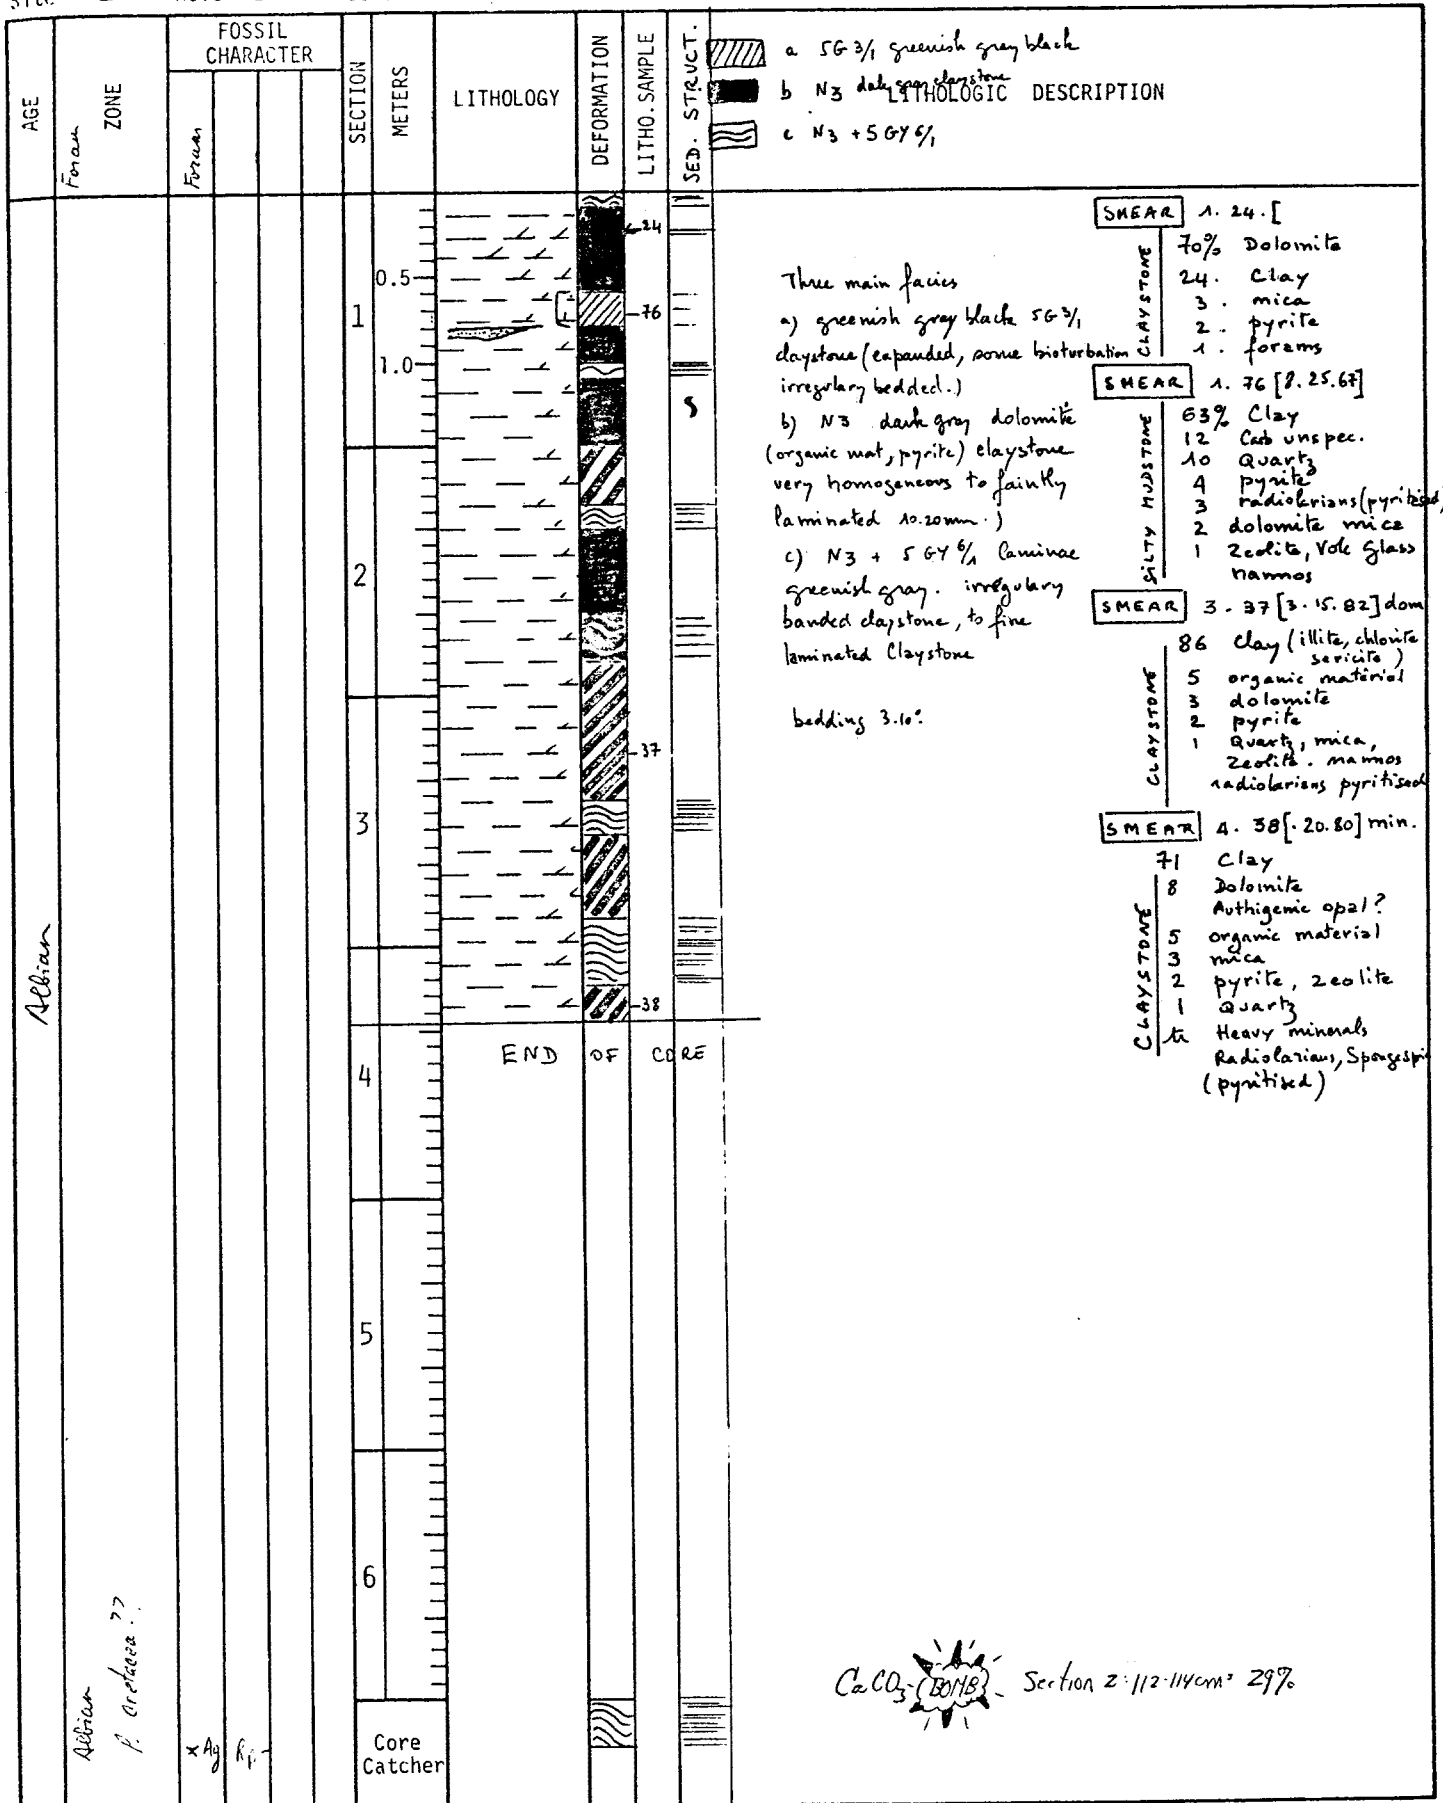 FOSSIL
CHARACTER
AGE
ZONE
Foram
Foram
SECTION
METERS
LITHOLOGY
DEFORMATION
LITHO. SAMPLE
SED. STRUCT.
a 5G 3/1 greenish gray black
b N3 claystone
LITHOLOGIC DESCRIPTION
c N3 + 5 GY 6/1
0.5
1.0
1
2
3
4
5
6
24
76
37
38
END OF CORE
Three main facies
a) greenish gray black 5G 3/1
claystone (expanded, some bioturbation
irregulary bedded.)
b) N3 dark gray dolomite
(organic mat, pyrite) claystone
very homogeneous to faintly
laminated 10.20mm.)
c) N3 + 5 GY 6/1 laminae
greenish gray. irregulary
banded claystone, to fine
laminated Claystone
bedding 3.10°
SMEAR 1. 24. [
CLAYSTONE
70% Dolomite
24. Clay
3. mica
2. pyrite
1. forams
SMEAR 1. 76 [8.25.67]
SILTY MUDSTONE
63% Clay
12 Carb unspec.
10 Quartz
4 pyrite
3 radiolarians (pyritised)
2 dolomite mica
1 Zeolite, Volc Glass
nannos
SMEAR 3. 37 [3.15.82] dom
CLAYSTONE
86 Clay (illite, chlorite
sericite)
5 organic material
3 dolomite
2 pyrite
1 Quartz, mica,
Zeolite. nannos
radiolarians pyritised
SMEAR 4. 38 [.20.80] min.
CLAYSTONE
71 Clay
8 Dolomite
Authigenic opal?
5 organic material
3 mica
2 pyrite, Zeolite
1 Quartz
tr Heavy minerals
Radiolarians, Spongespi
(pyritised)
Albian
Albian
P. cretacea ??
x Ag
Rp
Core
Catcher
CaCO3 - BOMB - Section 2: 112-114cm = 29%